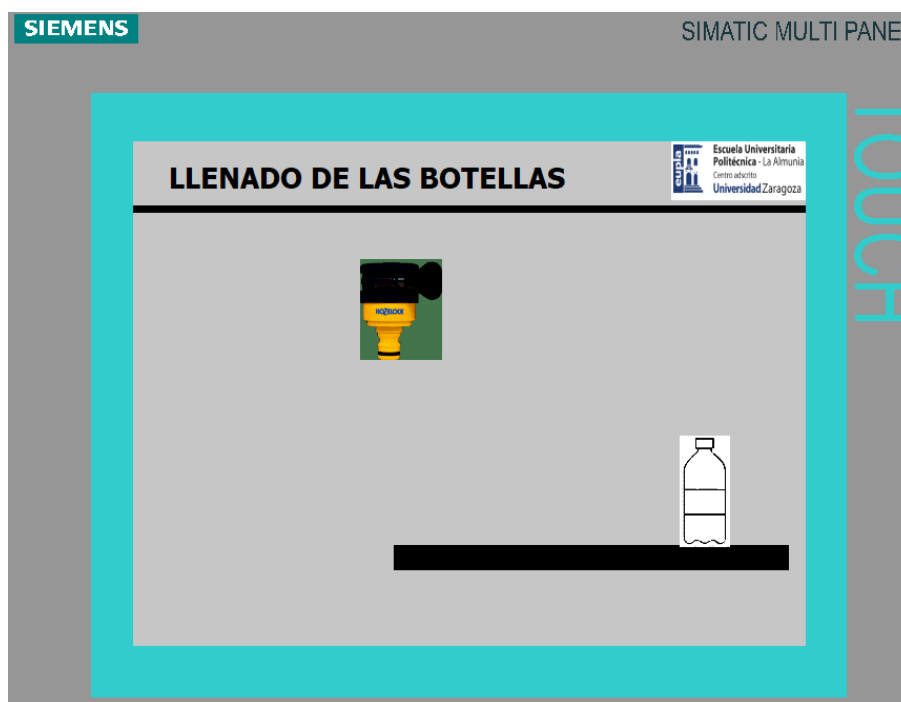 SIEMENS
SIMATIC MULTI PANE
TOUCH
LLENADO DE LAS BOTELLAS
eupla
Escuela Universitaria
Politécnica - La Almunia
Centro adscrito
Universidad Zaragoza
HOZELOCK